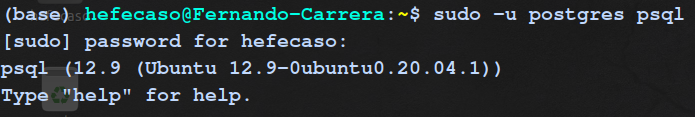 (base) hefecaso@Fernando-Carrera:~$ sudo -u postgres psql
[sudo] password for hefecaso:
psql (12.9 (Ubuntu 12.9-0ubuntu0.20.04.1))
Type "help" for help.